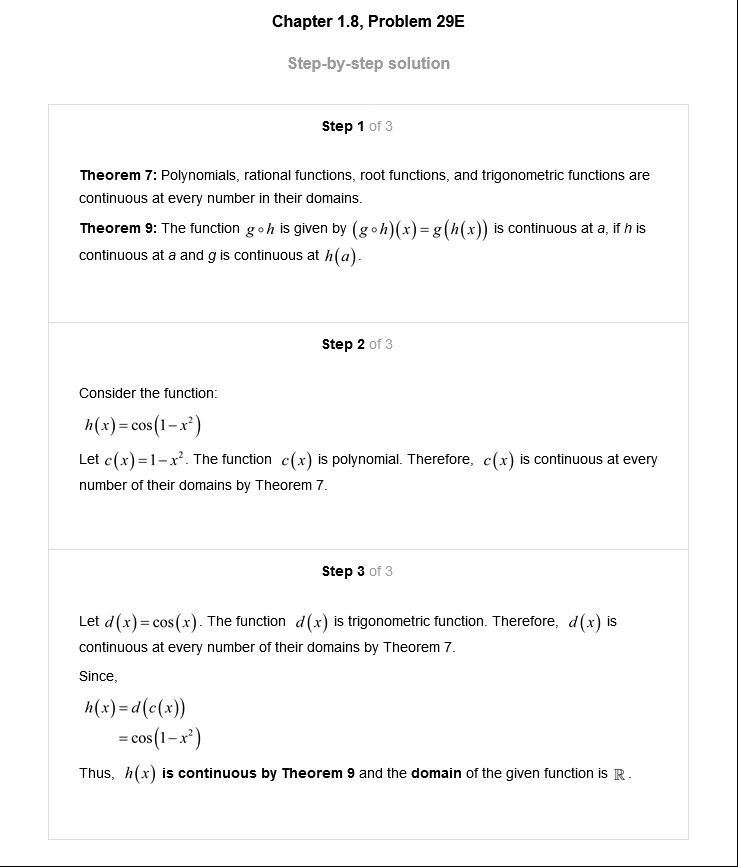 Chapter 1.8, Problem 29E
Step-by-step solution
Step 1 of 3
Theorem 7: Polynomials, rational functions, root functions, and trigonometric functions are
continuous at every number in their domains.
Theorem 9: The function g∘h is given by (g∘h)(x)=g(h(x)) is continuous at a, if h is
continuous at a and g is continuous at h(a).
Step 2 of 3
Consider the function:
h(x)=cos(1−x²)
Let c(x)=1−x². The function c(x) is polynomial. Therefore, c(x) is continuous at every
number of their domains by Theorem 7.
Step 3 of 3
Let d(x)=cos(x). The function d(x) is trigonometric function. Therefore, d(x) is
continuous at every number of their domains by Theorem 7.
Since,
h(x)=d(c(x))
=cos(1−x²)
Thus, h(x) is continuous by Theorem 9 and the domain of the given function is ℝ.